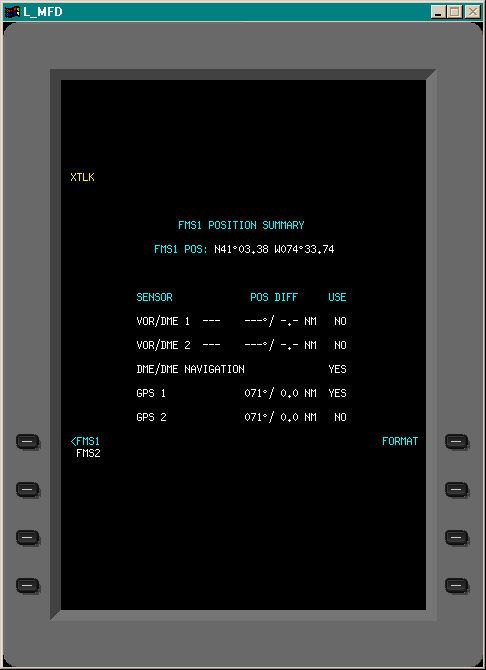 L_MFD
XTLK
FMS1 POSITION SUMMARY
FMS1 POS: N41°03.38 W074°33.74
SENSOR POS DIFF USE
VOR/DME 1 --- ---°/ -.- NM NO
VOR/DME 2 --- ---°/ -.- NM NO
DME/DME NAVIGATION YES
GPS 1 071°/ 0.0 NM YES
GPS 2 071°/ 0.0 NM NO
<FMS1 FORMAT
FMS2